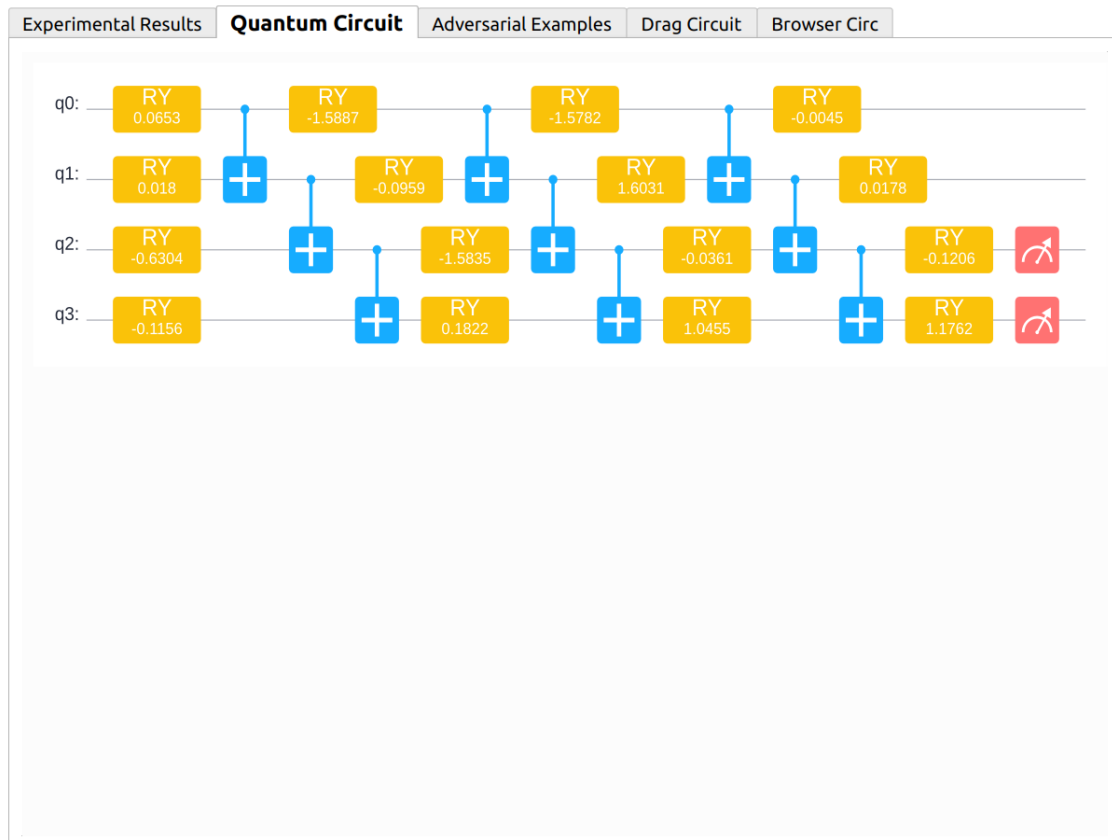 Experimental Results Quantum Circuit Adversarial Examples Drag Circuit Browser Circ
q0: RY 0.0653 RY -1.5887 RY -1.5782 RY -0.0045
q1: RY 0.018 RY -0.0959 RY 1.6031 RY 0.0178
q2: RY -0.6304 RY -1.5835 RY -0.0361 RY -0.1206
q3: RY -0.1156 RY 0.1822 RY 1.0455 RY 1.1762